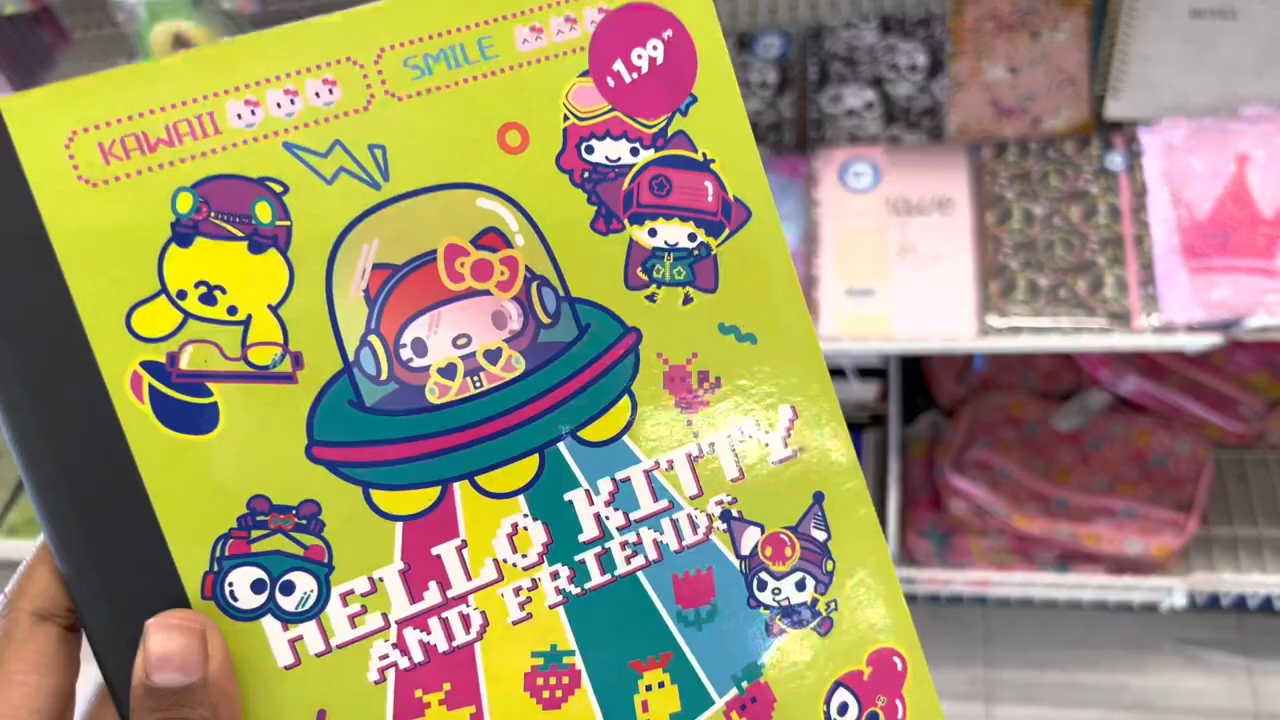 KAWAII
SMILE
$1.99
HELLO KITTY
AND FRIENDS